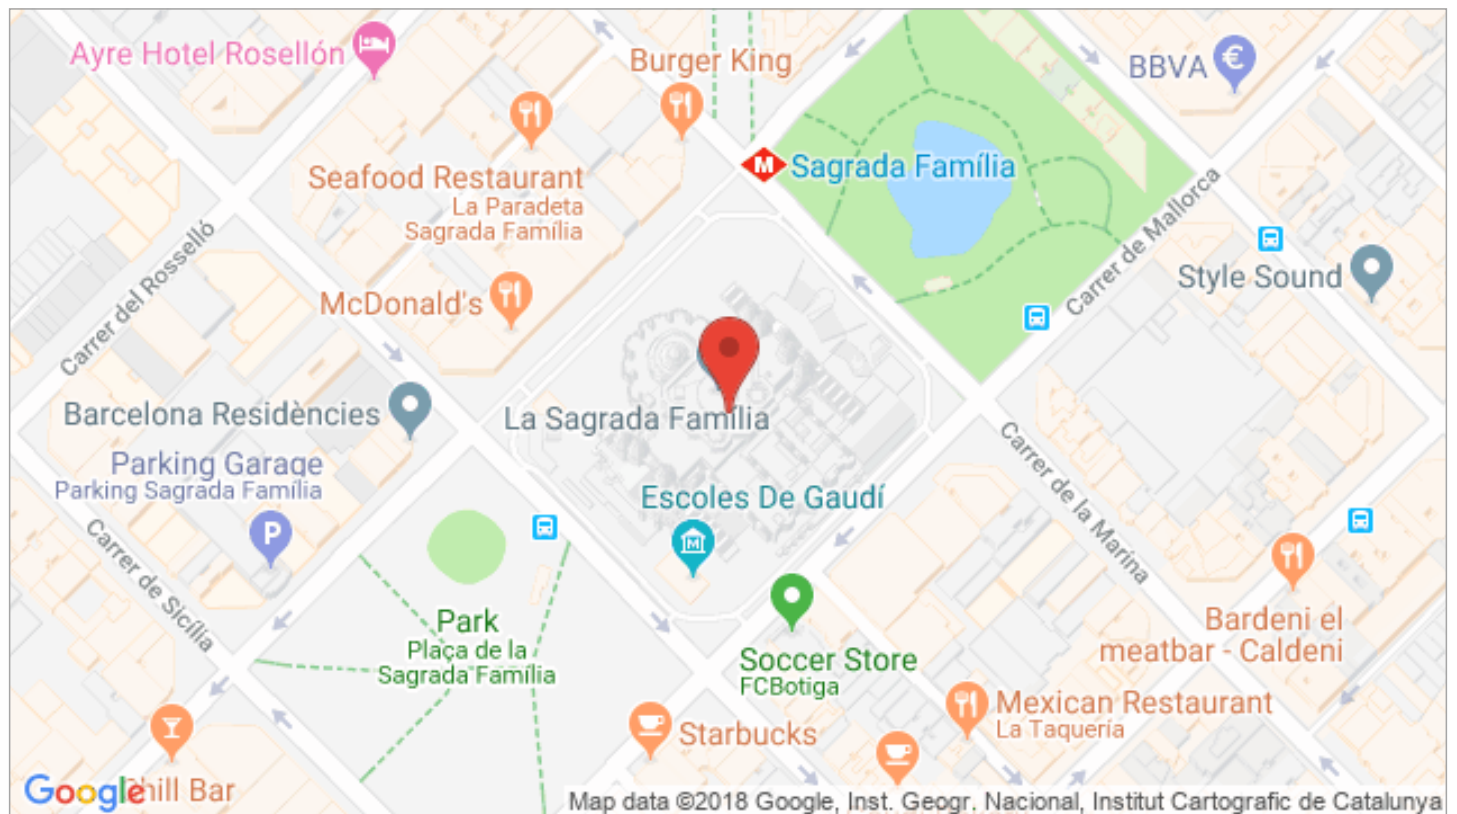 Ayre Hotel Rosellón
Burger King
BBVA
€
Seafood Restaurant
La Paradeta
Sagrada Família
M
Sagrada Família
Carrer de Mallorca
Carrer del Rosselló
McDonald's
Style Sound
Barcelona Residències
La Sagrada Família
Parking Garage
Parking Sagrada Família
P
Escoles De Gaudí
M
Carrer de la Marina
Carrer de Sicília
Park
Plaça de la
Sagrada Família
Soccer Store
FCBotiga
Bardeni el
meatbar - Caldeni
Mexican Restaurant
La Taquería
Starbucks
Google
hill Bar
Map data ©2018 Google, Inst. Geogr. Nacional, Institut Cartografic de Catalunya